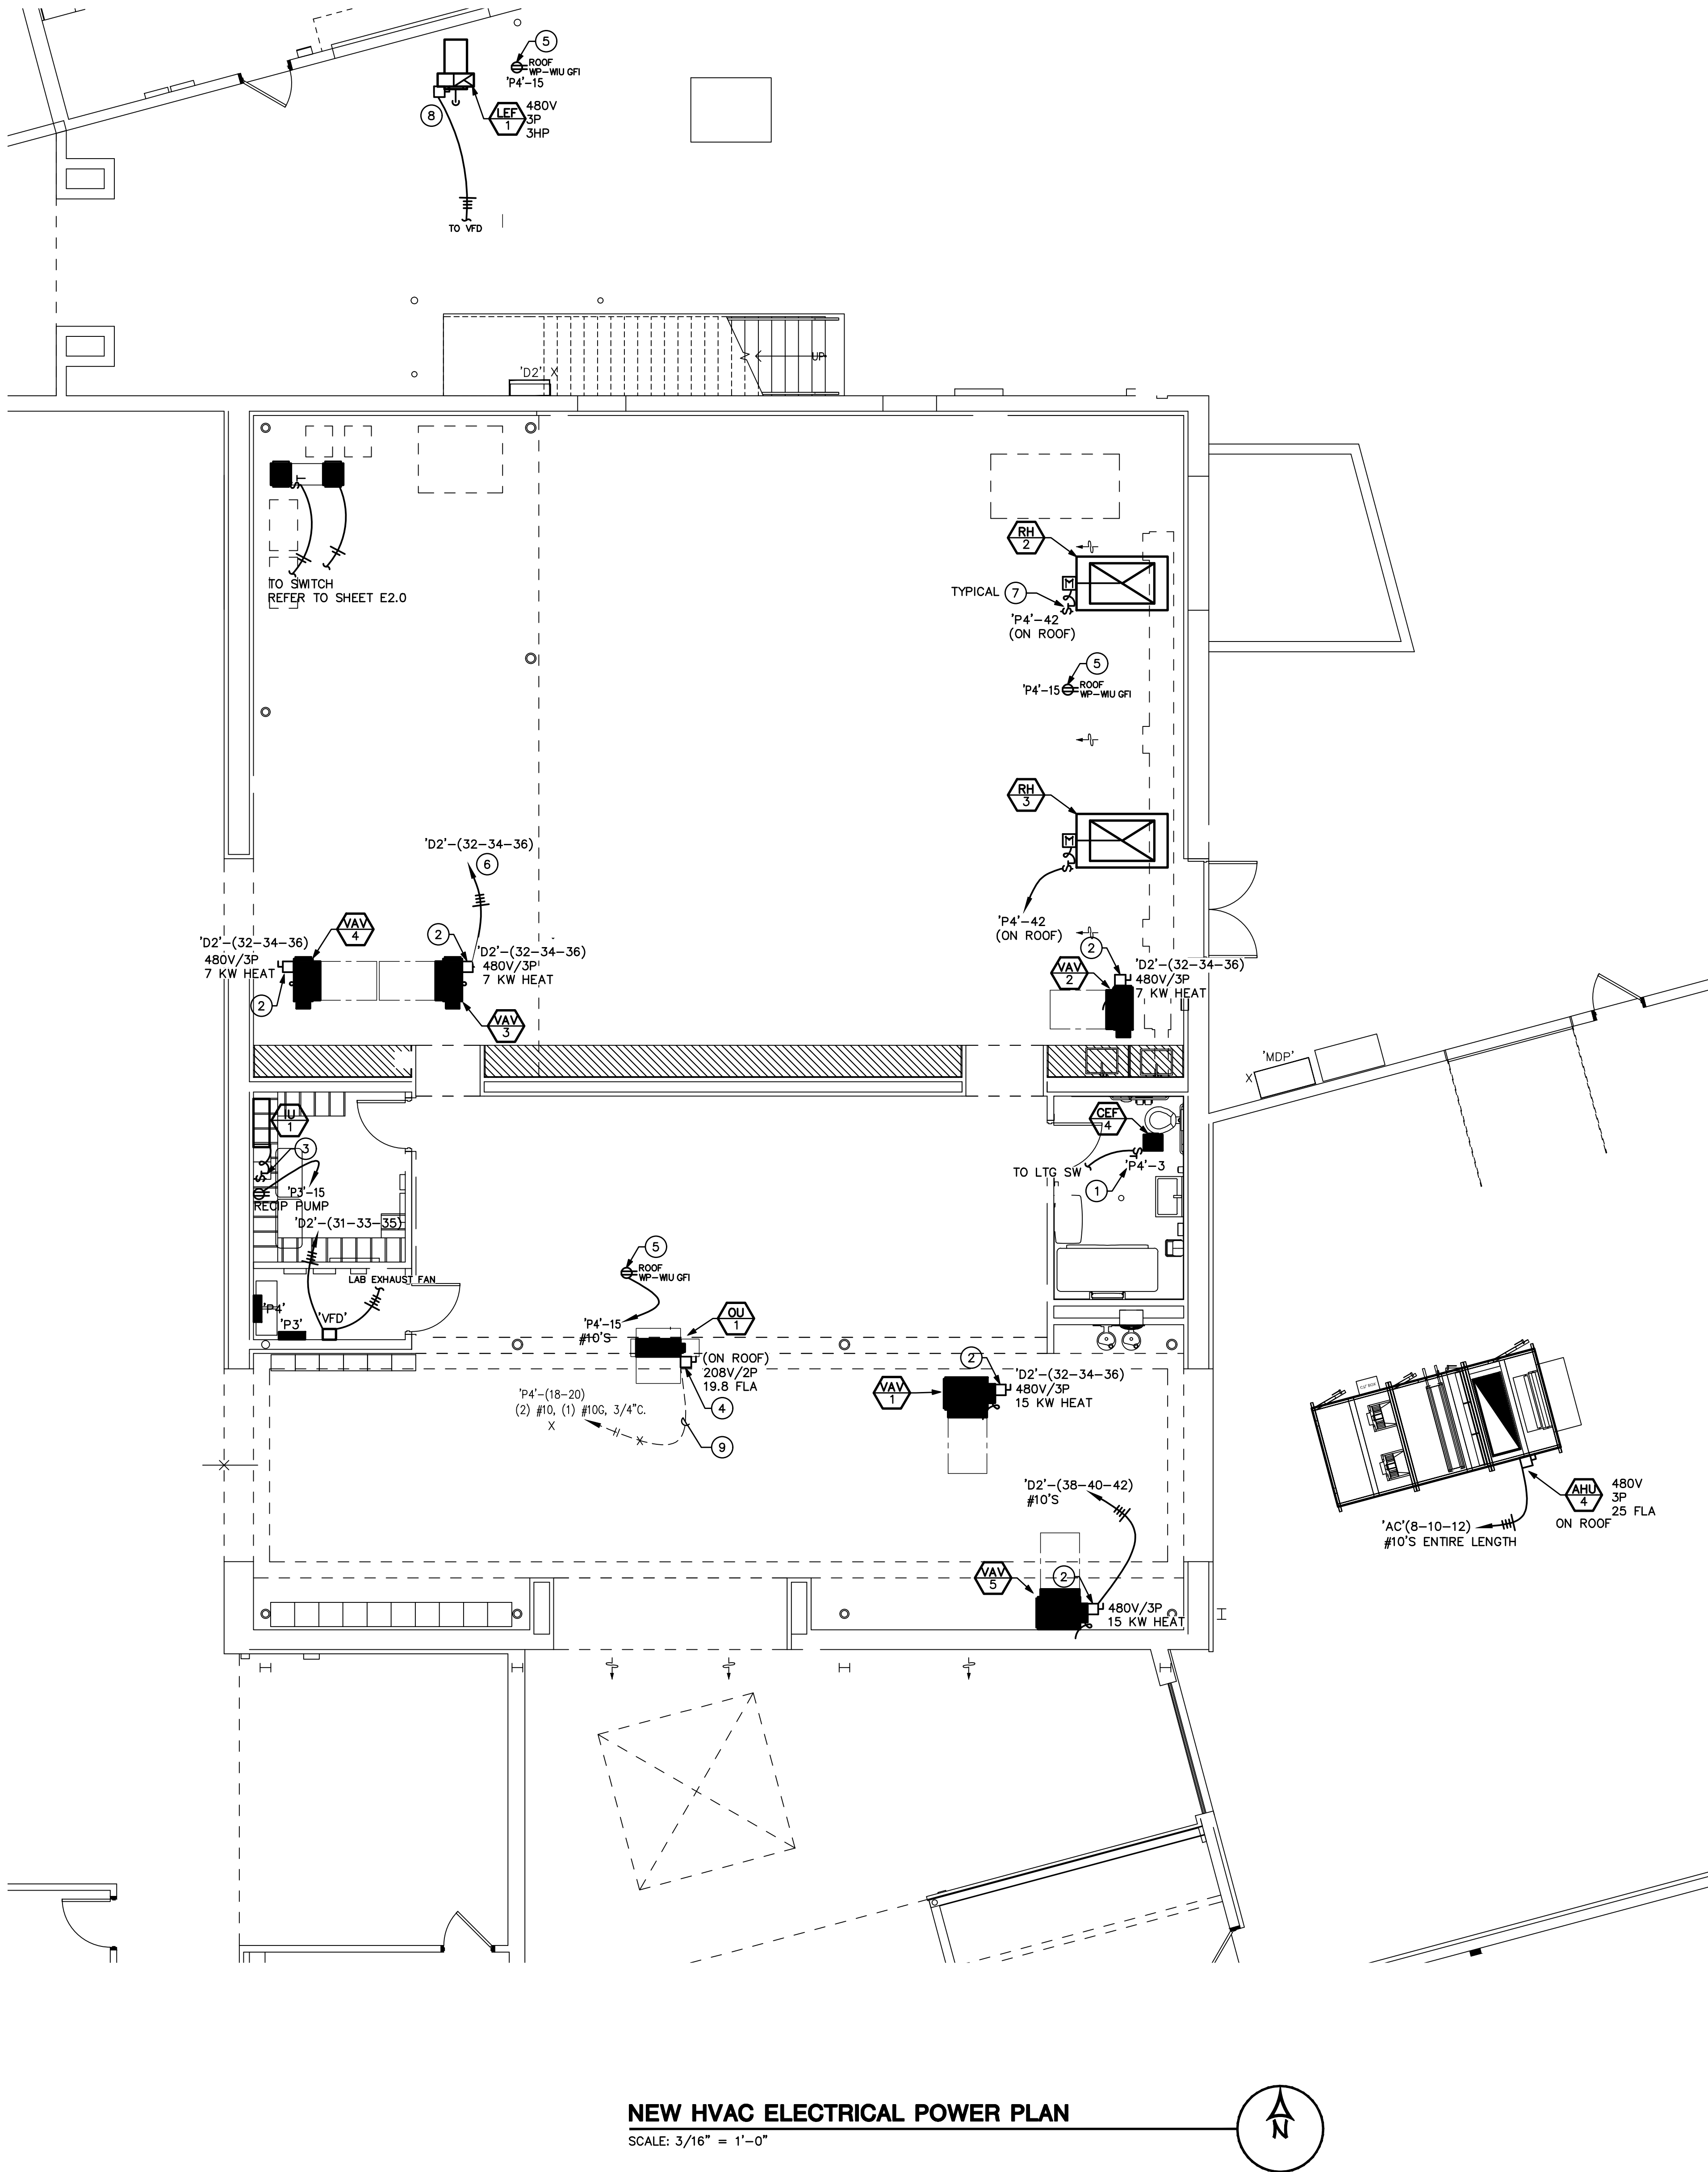 5
ROOF
WP-WIU GFI
'P4'-15
8
LEF
1
480V
3P
3HP
TO VFD
UP
'D2' X
ST
TO SWITCH
REFER TO SHEET E2.0
RH
2
M
TYPICAL 7
'P4'-42
(ON ROOF)
5
'P4'-15
ROOF
WP-WIU GFI
RH
3
M
'P4'-42
(ON ROOF)
'D2'-(32-34-36)
6
VAV
4
'D2'-(32-34-36)
480V/3P
7 KW HEAT
2
2
'D2'-(32-34-36)
480V/3P
7 KW HEAT
VAV
3
2
VAV
2
'D2'-(32-34-36)
480V/3P
7 KW HEAT
'MDP'
X
IU
1
3
'P3'-15
RECIP PUMP
'D2'-(31-33-35)
LAB EXHAUST FAN
'P4'
'P3'
'VFD'
CEF
4
ST
TO LTG SW
'P4'-3
1
5
ROOF
WP-WIU GFI
'P4'-15
#10'S
OU
1
(ON ROOF)
208V/2P
19.8 FLA
4
'P4'-(18-20)
(2) #10, (1) #10G, 3/4"C.
X
9
VAV
1
2
'D2'-(32-34-36)
480V/3P
15 KW HEAT
'D2'-(38-40-42)
#10'S
VAV
5
2
480V/3P
15 KW HEAT
AHU
4
480V
3P
25 FLA
ON ROOF
'AC'(8-10-12)
#10'S ENTIRE LENGTH
NEW HVAC ELECTRICAL POWER PLAN
SCALE: 3/16" = 1'-0"
N